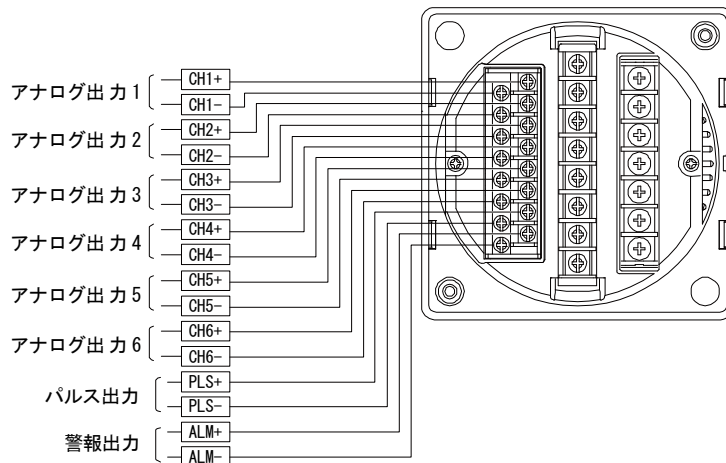 アナログ出力1
CH1+
CH1-
アナログ出力2
CH2+
CH2-
アナログ出力3
CH3+
CH3-
アナログ出力4
CH4+
CH4-
アナログ出力5
CH5+
CH5-
アナログ出力6
CH6+
CH6-
パルス出力
PLS+
PLS-
警報出力
ALM+
ALM-